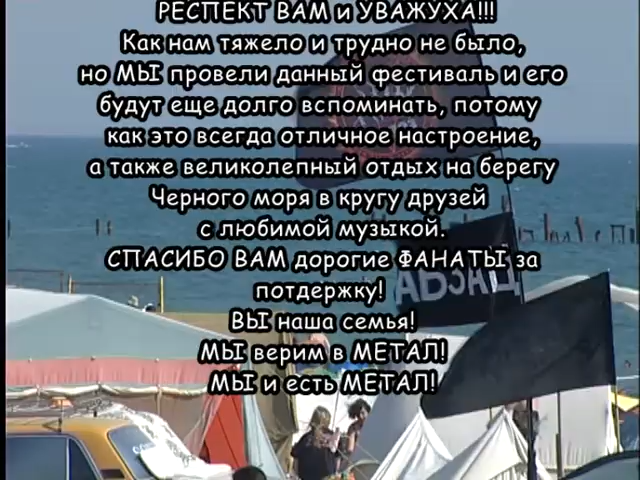 РЕСПЕКТ ВАМ и УВАЖУХА!!!
Как нам тяжело и трудно не было,
но МЫ провели данный фестиваль и его
будут еще долго вспоминать, потому
как это всегда отличное настроение,
а также великолепный отдых на берегу
Черного моря в кругу друзей
с любимой музыкой.
СПАСИБО ВАМ дорогие ФАНАТЫ за
потдержку!
ВЫ наша семья!
МЫ верим в МЕТАЛ!
МЫ и есть МЕТАЛ!
АБЗАЦ